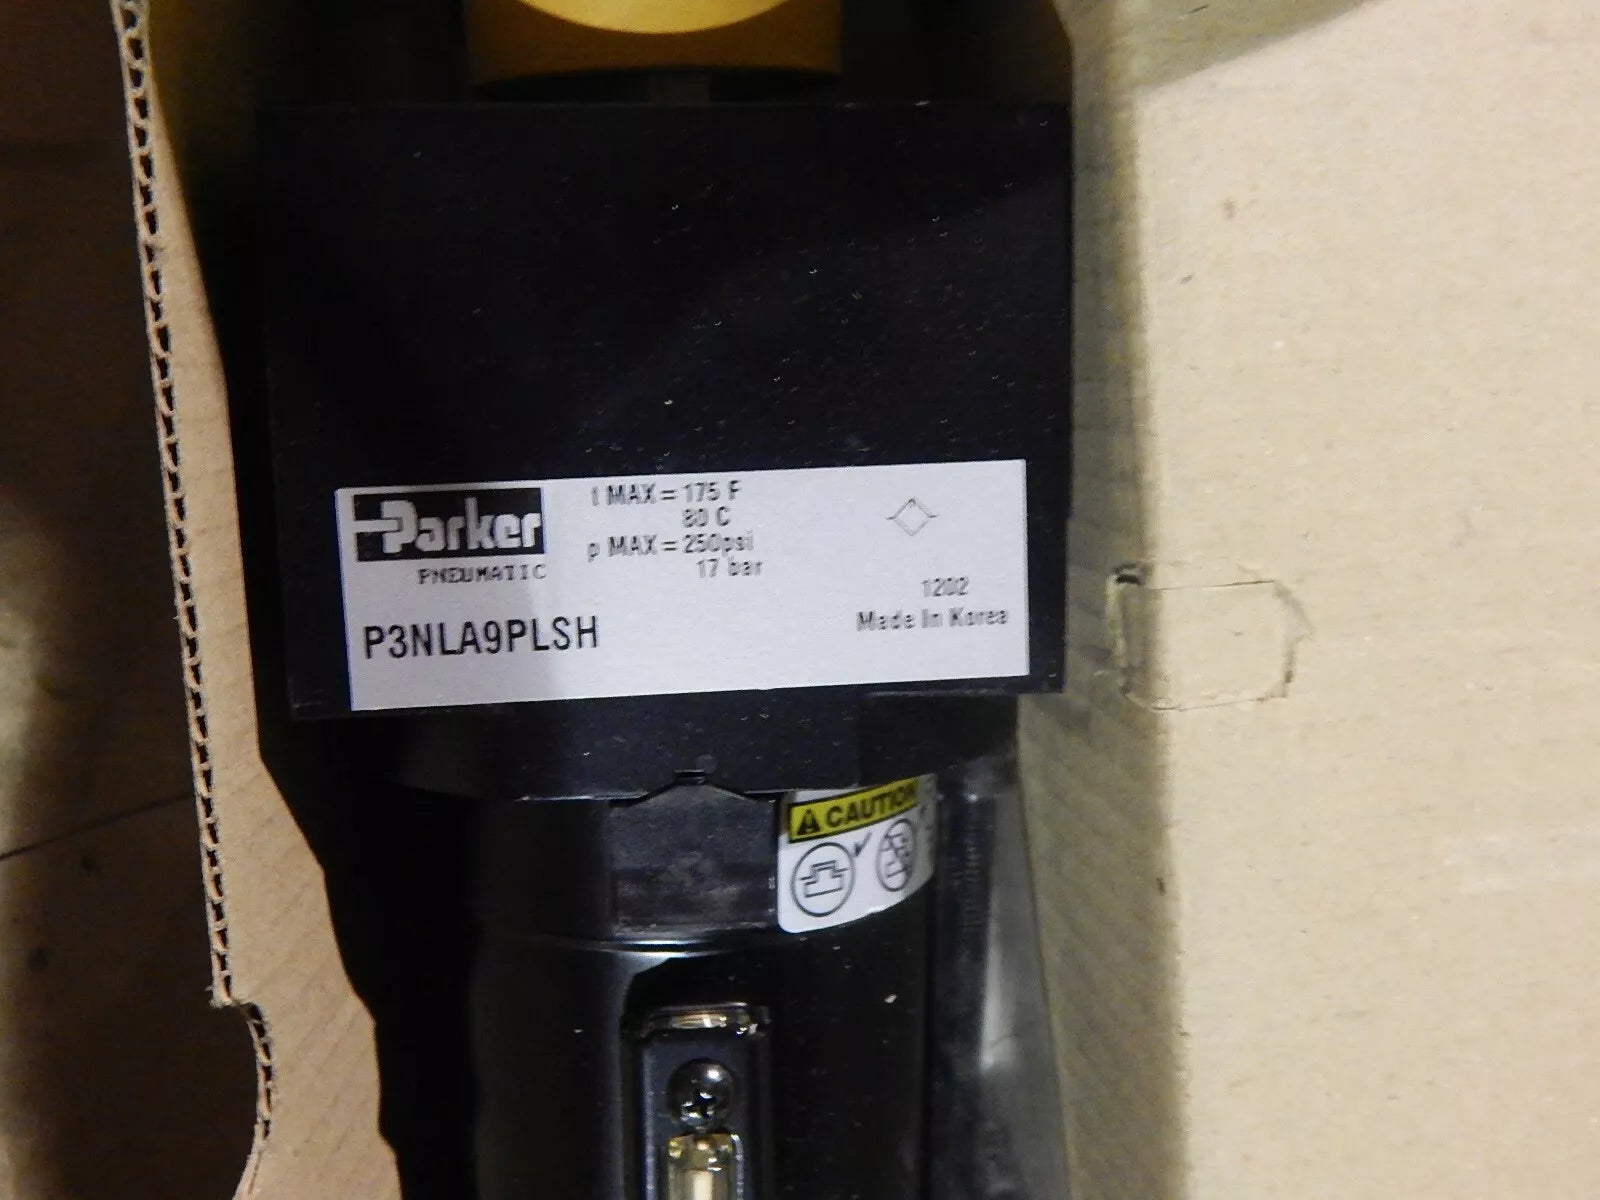 Parker
PNEUMATIC
t MAX = 175 F
80 C
p MAX = 250psi
17 bar
1202
Made In Korea
P3NLA9PLSH
CAUTION